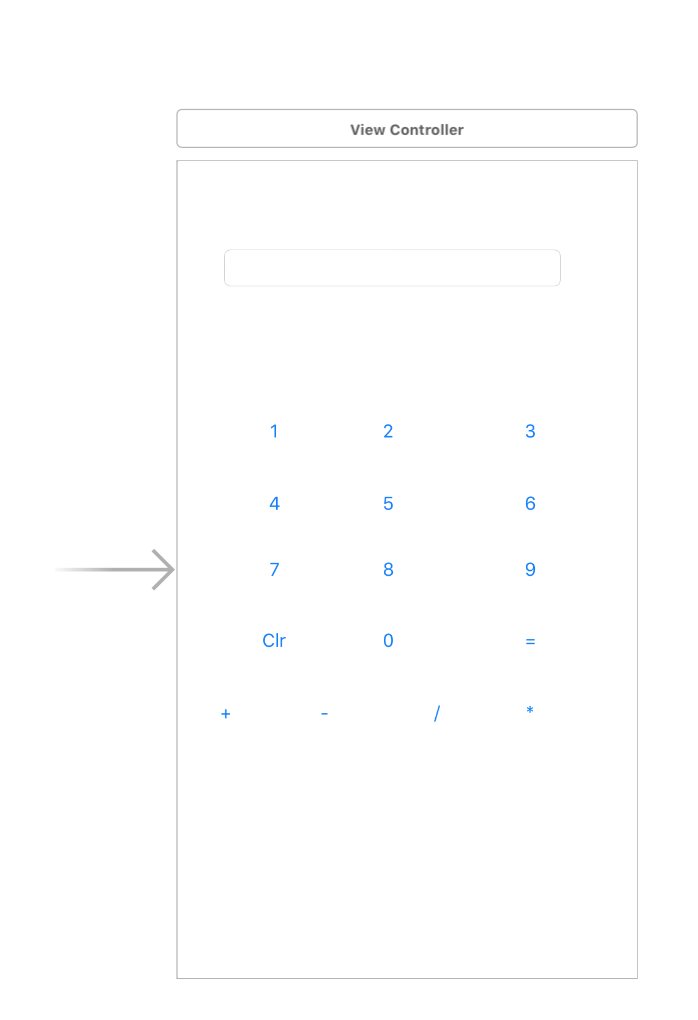 View Controller
1 2 3
4 5 6
7 8 9
Clr 0 =
+ - / *